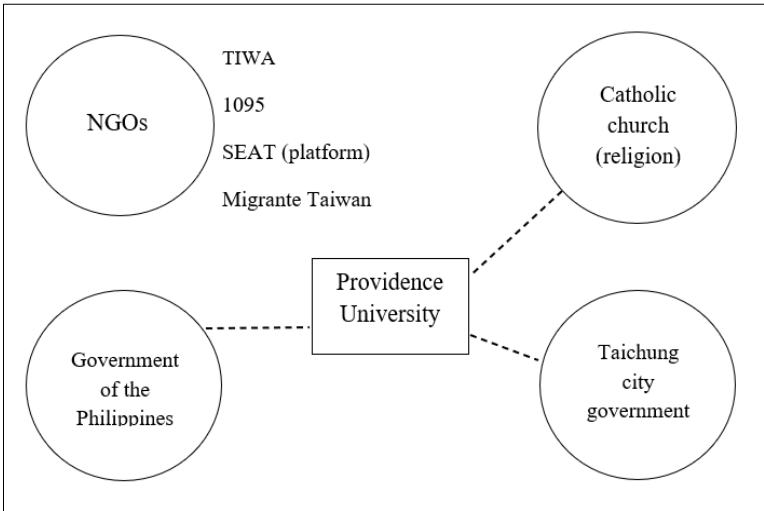 NGOs
TIWA
1095
SEAT (platform)
Migrante Taiwan
Catholic
church
(religion)
Providence
University
Government
of the
Philippines
Taichung
city
government